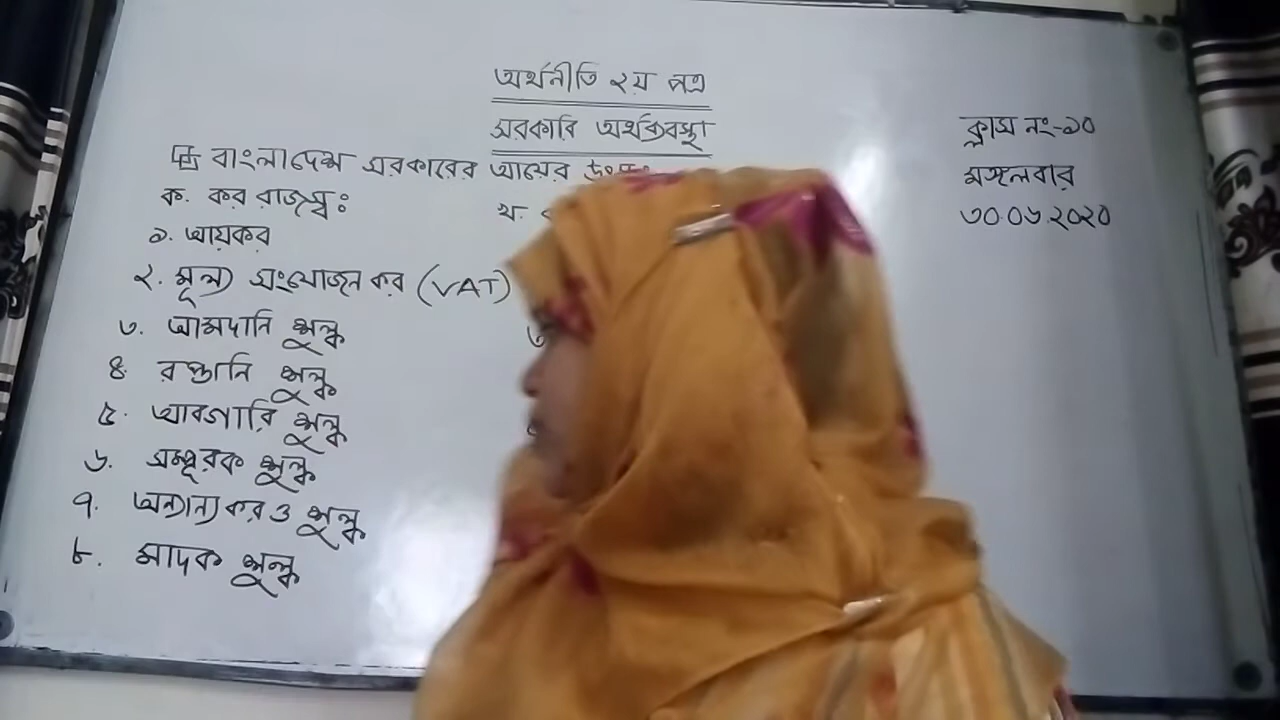 অর্থনীতি ২য় পত্র
সরকারি অর্থব্যবস্থা
ক্লাস নং-১০
মঙ্গলবার
৩০.০৬.২০২০
বাংলাদেশ সরকারের আয়ের
ক. কর রাজস্ব ঃ
খ.
১. আয়কর
২. মূল্য সংযোজন কর (VAT)
৩. আমদানি শুল্ক
৪. রপ্তানি শুল্ক
৫. আবগারি শুল্ক
৬. সম্পূরক শুল্ক
৭. অন্যান্য কর ও শুল্ক
৮. মাদক শুল্ক